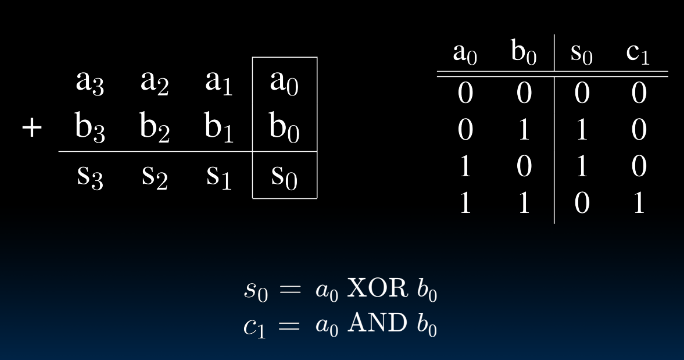 a₃ a₂ a₁ a₀
+ b₃ b₂ b₁ b₀
s₃ s₂ s₁ s₀
a₀ b₀ s₀ c₁
0 0 0 0
0 1 1 0
1 0 1 0
1 1 0 1
s₀ = a₀ XOR b₀
c₁ = a₀ AND b₀